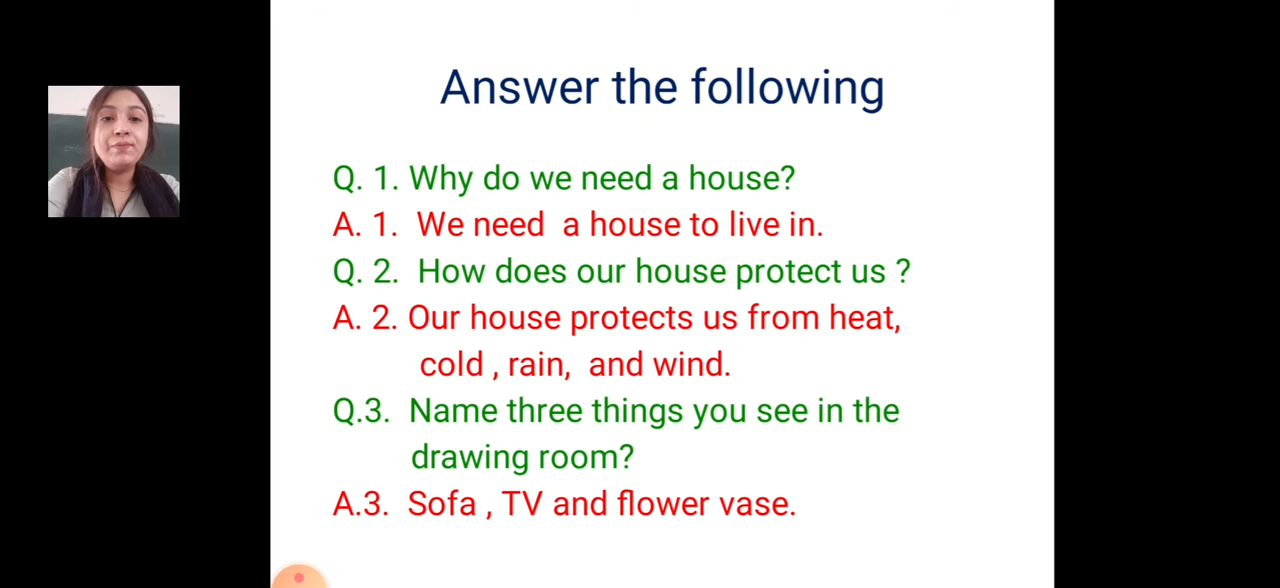 Answer the following
Q. 1. Why do we need a house?
A. 1. We need a house to live in.
Q. 2. How does our house protect us ?
A. 2. Our house protects us from heat,
cold , rain, and wind.
Q.3. Name three things you see in the
drawing room?
A.3. Sofa , TV and flower vase.